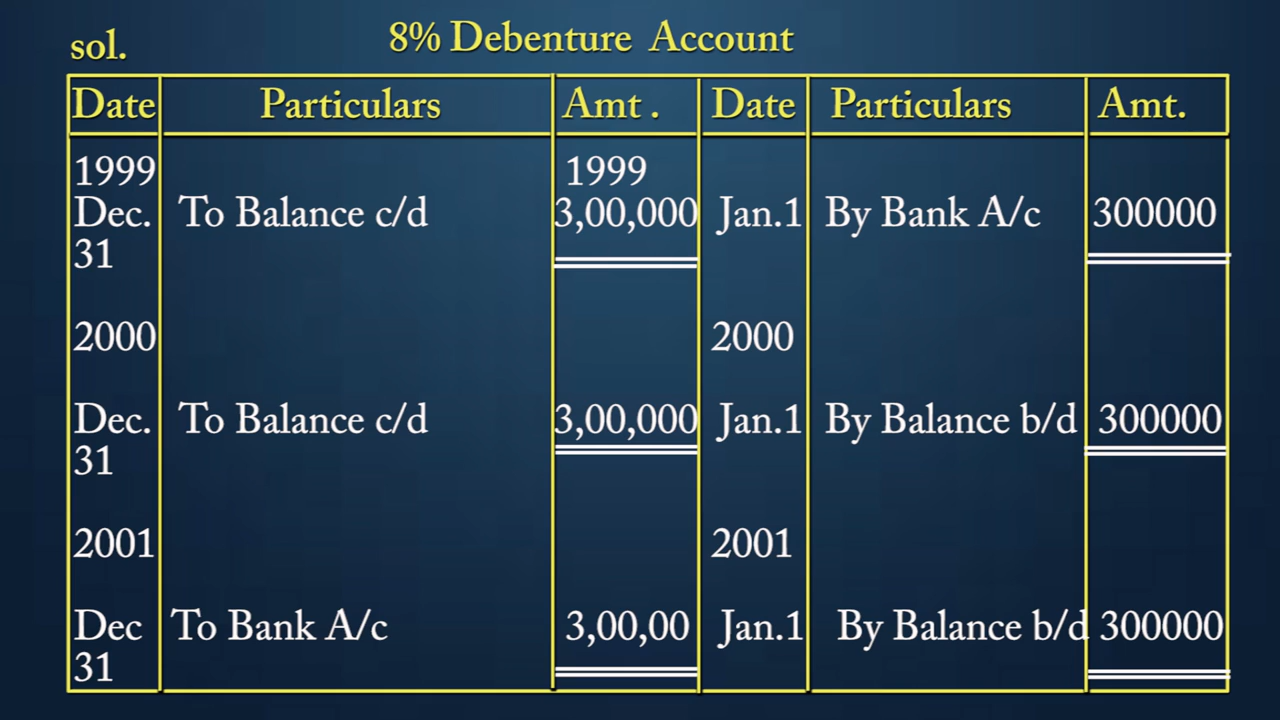 sol. 8% Debenture Account
Date Particulars Amt . Date Particulars Amt.
1999 1999
Dec. To Balance c/d 3,00,000 Jan.1 By Bank A/c 300000
31
2000 2000
Dec. To Balance c/d 3,00,000 Jan.1 By Balance b/d 300000
31
2001 2001
Dec To Bank A/c 3,00,00 Jan.1 By Balance b/d 300000
31